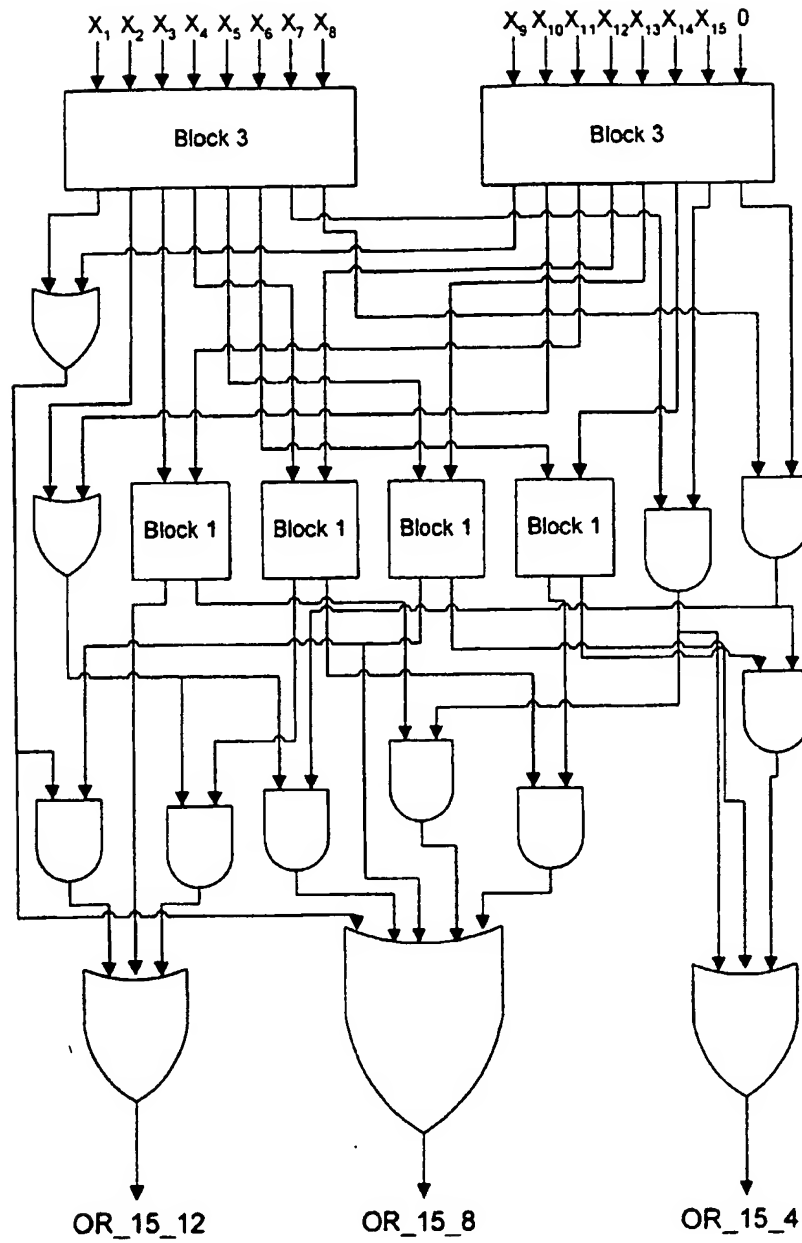 X₁ X₂ X₃ X₄ X₅ X₆ X₇ X₈ X₉ X₁₀ X₁₁ X₁₂ X₁₃ X₁₄ X₁₅ 0
Block 3 Block 3
Block 1 Block 1 Block 1 Block 1
OR_15_12 OR_15_8 OR_15_4